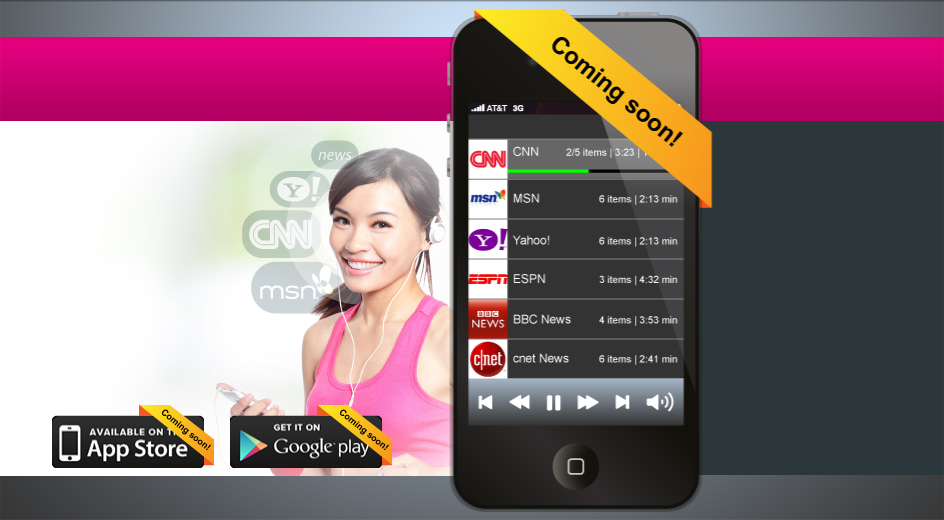 Coming soon!
AT&T 3G
CNN
CNN 2/5 items | 3:23 |
msn
MSN 6 items | 2:13 min
Y!
Yahoo! 6 items | 2:13 min
ESPN
ESPN 3 items | 4:32 min
BBC
NEWS
BBC News 4 items | 3:53 min
c|net
cnet News 6 items | 2:41 min
news
Y!
CNN
msn
AVAILABLE ON
App Store
Coming soon!
GET IT ON
Google play
Coming soon!